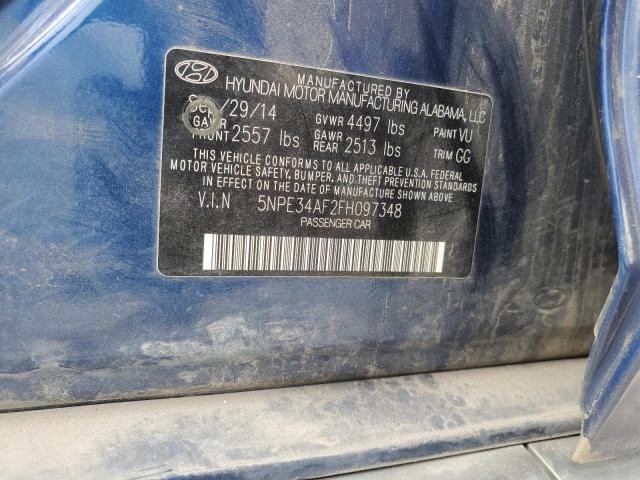 MANUFACTURED BY
HYUNDAI MOTOR MANUFACTURING ALABAMA, LLC
/29/14 GVWR 4497 lbs PAINT VU
GAWR FRONT 2557 lbs GAWR REAR 2513 lbs TRIM GG
THIS VEHICLE CONFORMS TO ALL APPLICABLE U.S.A. FEDERAL
MOTOR VEHICLE SAFETY, BUMPER, AND THEFT PREVENTION STANDARDS
IN EFFECT ON THE DATE OF MANUFACTURE SHOWN ABOVE.
V.I.N 5NPE34AF2FH097348
PASSENGER CAR